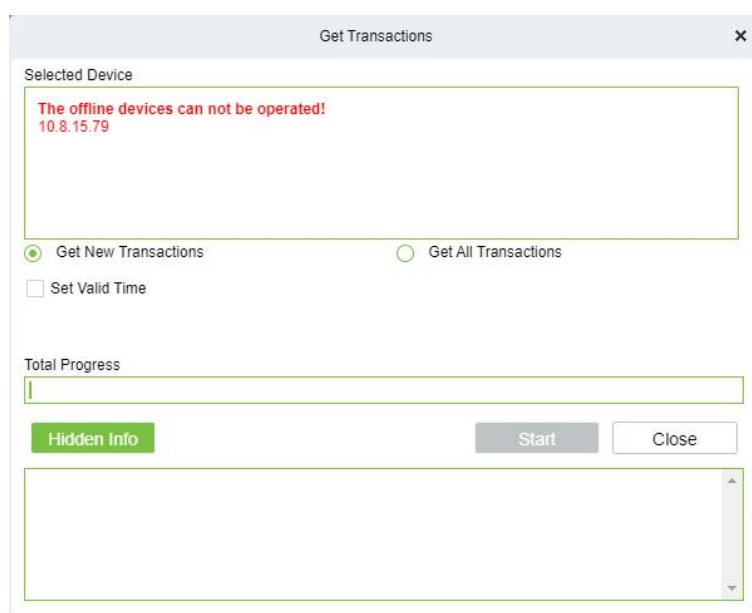 Get Transactions
Selected Device
The offline devices can not be operated!
10.8.15.79
Get New Transactions
Get All Transactions
Set Valid Time
Total Progress
Hidden Info
Start
Close